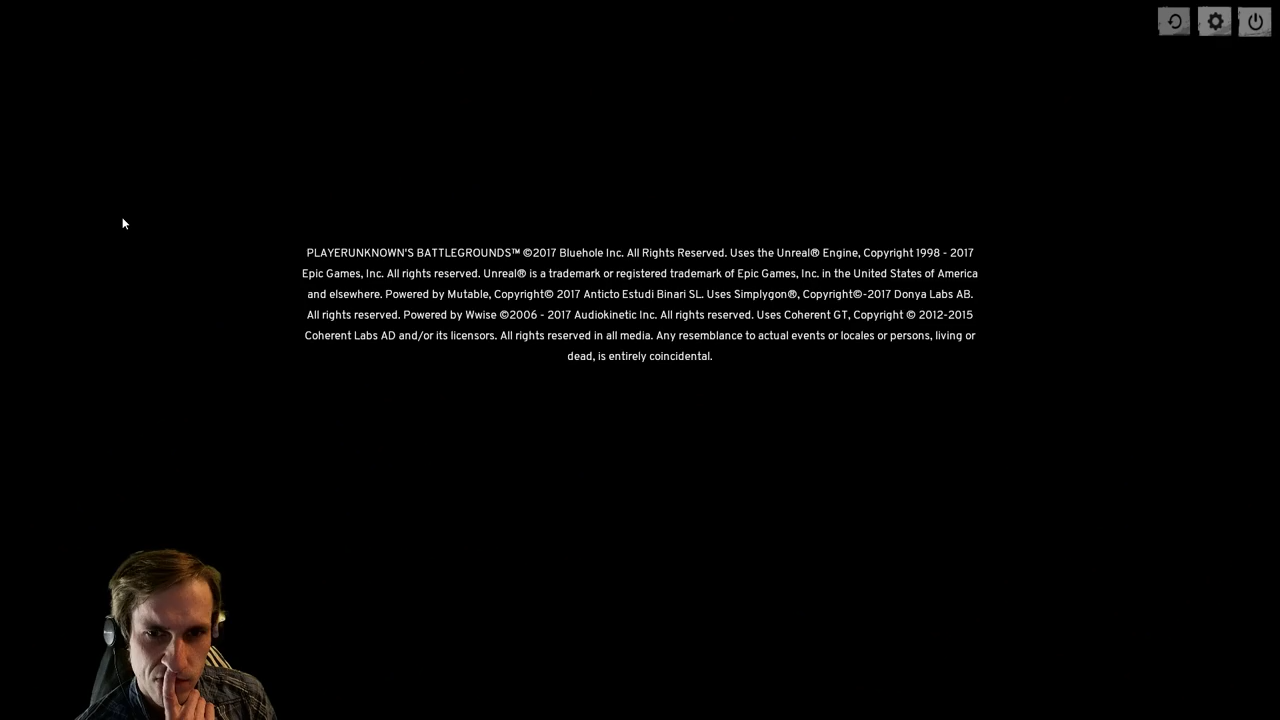 PLAYERUNKNOWN'S BATTLEGROUNDS™ ©2017 Bluehole Inc. All Rights Reserved. Uses the Unreal® Engine, Copyright 1998 - 2017
Epic Games, Inc. All rights reserved. Unreal® is a trademark or registered trademark of Epic Games, Inc. in the United States of America
and elsewhere. Powered by Mutable, Copyright© 2017 Anticto Estudi Binari SL. Uses Simplygon®, Copyright©-2017 Donya Labs AB.
All rights reserved. Powered by Wwise ©2006 - 2017 Audiokinetic Inc. All rights reserved. Uses Coherent GT, Copyright © 2012-2015
Coherent Labs AD and/or its licensors. All rights reserved in all media. Any resemblance to actual events or locales or persons, living or
dead, is entirely coincidental.